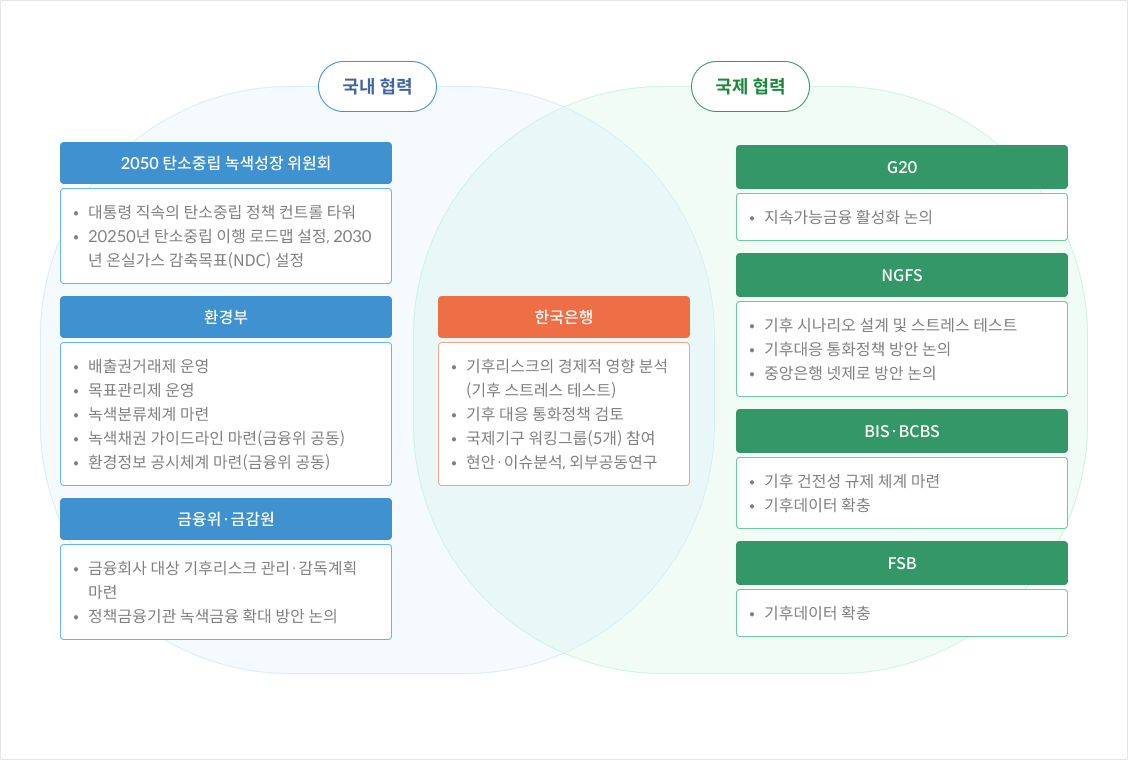 국내 협력
2050 탄소중립 녹색성장 위원회
• 대통령 직속의 탄소중립 정책 컨트롤 타워
• 20250년 탄소중립 이행 로드맵 설정, 2030
년 온실가스 감축목표(NDC) 설정
환경부
• 배출권거래제 운영
• 목표관리제 운영
• 녹색분류체계 마련
• 녹색채권 가이드라인 마련(금융위 공동)
• 환경정보 공시체계 마련(금융위 공동)
금융위·금감원
• 금융회사 대상 기후리스크 관리·감독계획
마련
• 정책금융기관 녹색금융 확대 방안 논의
한국은행
• 기후리스크의 경제적 영향 분석
(기후 스트레스 테스트)
• 기후 대응 통화정책 검토
• 국제기구 워킹그룹(5개) 참여
• 현안·이슈분석, 외부공동연구
국제 협력
G20
• 지속가능금융 활성화 논의
NGFS
• 기후 시나리오 설계 및 스트레스 테스트
• 기후대응 통화정책 방안 논의
• 중앙은행 넷제로 방안 논의
BIS·BCBS
• 기후 건전성 규제 체계 마련
• 기후데이터 확충
FSB
• 기후데이터 확충